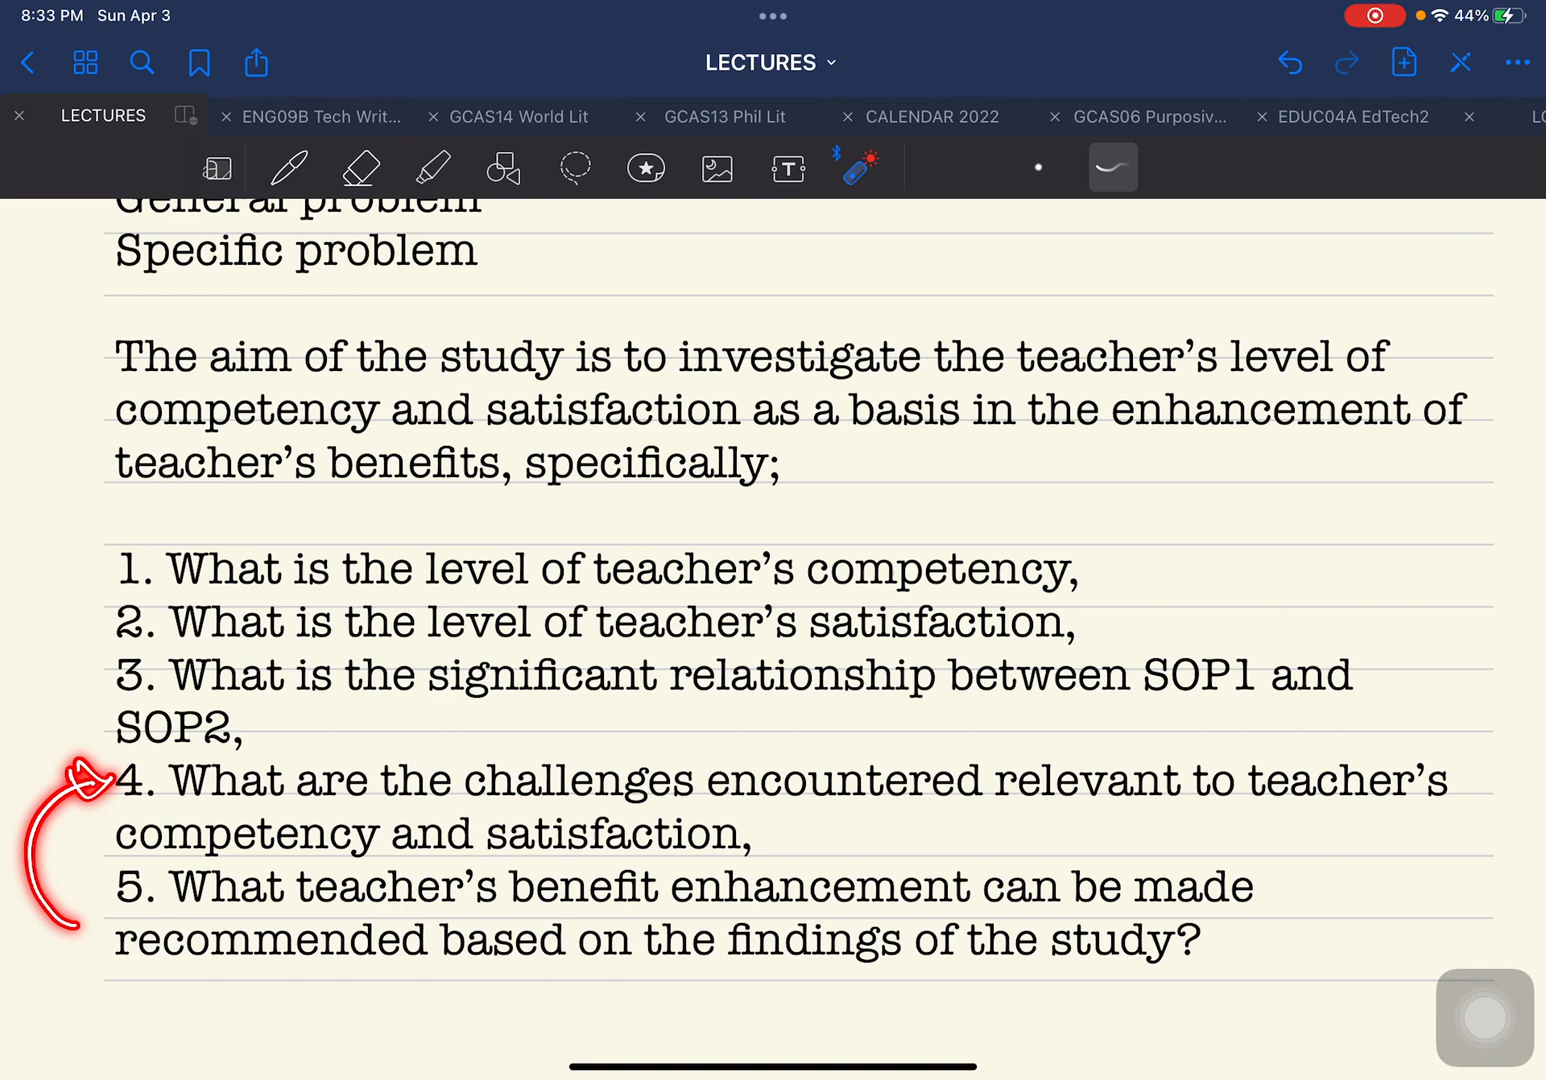 8:33 PM Sun Apr 3 44%
LECTURES
LECTURES ENG09B Tech Writ... GCAS14 World Lit GCAS13 Phil Lit CALENDAR 2022 GCAS06 Purposiv... EDUC04A EdTech2
General problem
Specific problem
The aim of the study is to investigate the teacher’s level of
competency and satisfaction as a basis in the enhancement of
teacher’s benefits, specifically;
1. What is the level of teacher’s competency,
2. What is the level of teacher’s satisfaction,
3. What is the significant relationship between SOP1 and
SOP2,
4. What are the challenges encountered relevant to teacher’s
competency and satisfaction,
5. What teacher’s benefit enhancement can be made
recommended based on the findings of the study?